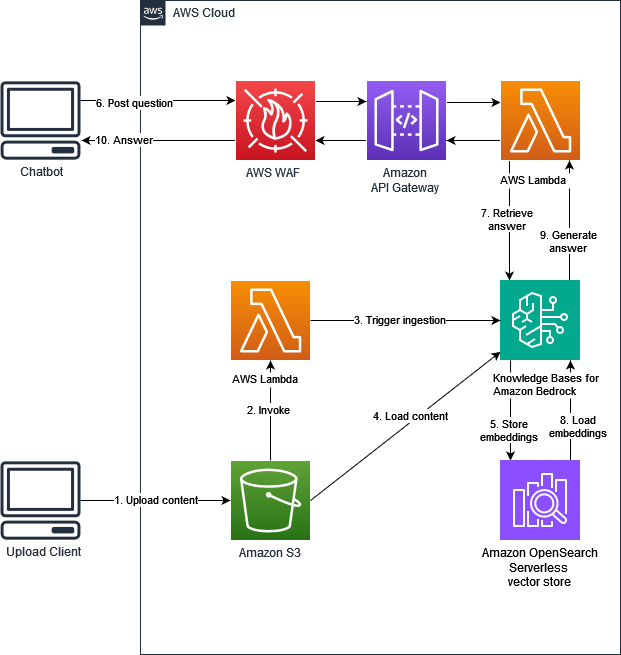 aws
AWS Cloud
6. Post question
10. Answer
Chatbot
AWS WAF
Amazon
API Gateway
AWS Lambda
7. Retrieve
answer
9. Generate
answer
3. Trigger ingestion
AWS Lambda
Knowledge Bases for
Amazon Bedrock
2. Invoke
4. Load content
5. Store
embeddings
8. Load
embeddings
1. Upload content
Upload Client
Amazon S3
Amazon OpenSearch
Serverless
vector store